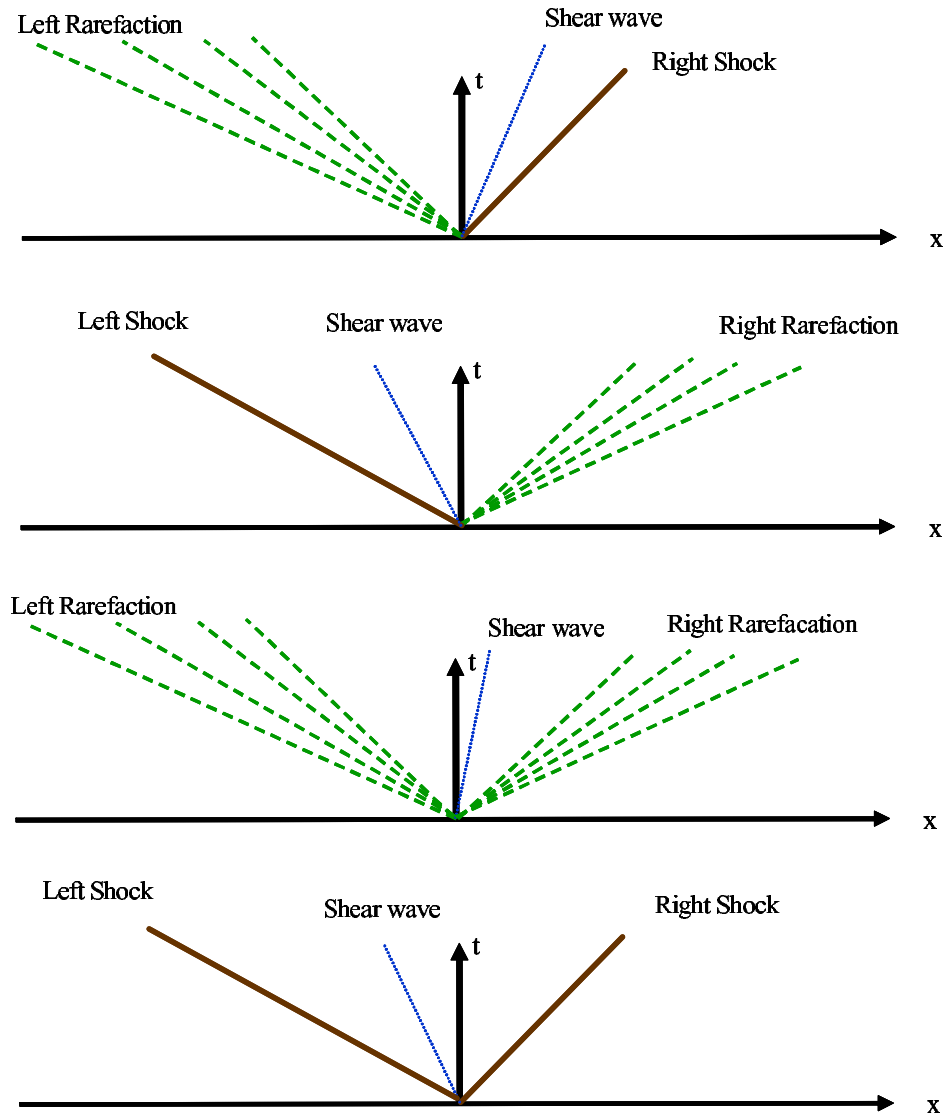 Left Rarefaction
Shear wave
Right Shock
t
x
Left Shock
Shear wave
Right Rarefaction
t
x
Left Rarefaction
Shear wave
Right Rarefacation
t
x
Left Shock
Shear wave
Right Shock
t
x